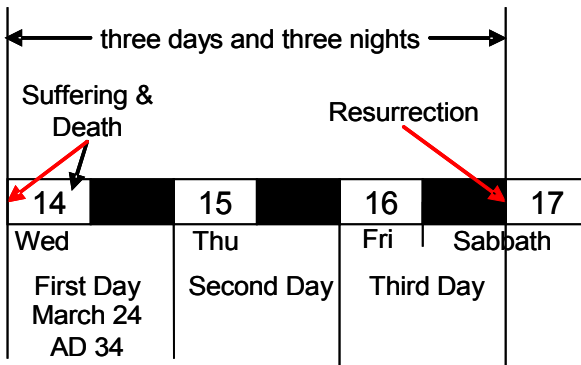 three days and three nights
Suffering &
Death
Resurrection
14 15 16 17
Wed Thu Fri Sabbath
First Day Second Day Third Day
March 24
AD 34